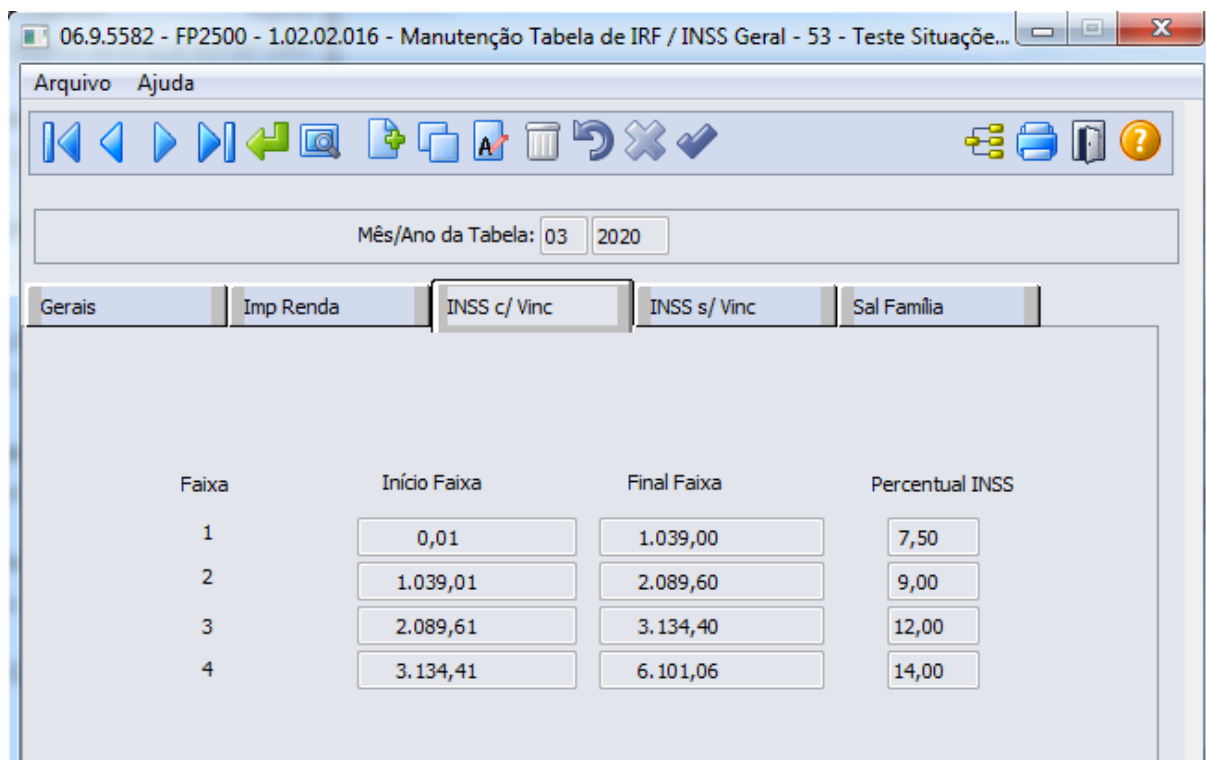 06.9.5582 - FP2500 - 1.02.02.016 - Manutenção Tabela de IRF / INSS Geral - 53 - Teste Situaçõe...
Arquivo Ajuda
Mês/Ano da Tabela: 03 2020
Gerais Imp Renda INSS c/ Vinc INSS s/ Vinc Sal Família
Faixa Início Faixa Final Faixa Percentual INSS
1 0,01 1.039,00 7,50
2 1.039,01 2.089,60 9,00
3 2.089,61 3.134,40 12,00
4 3.134,41 6.101,06 14,00